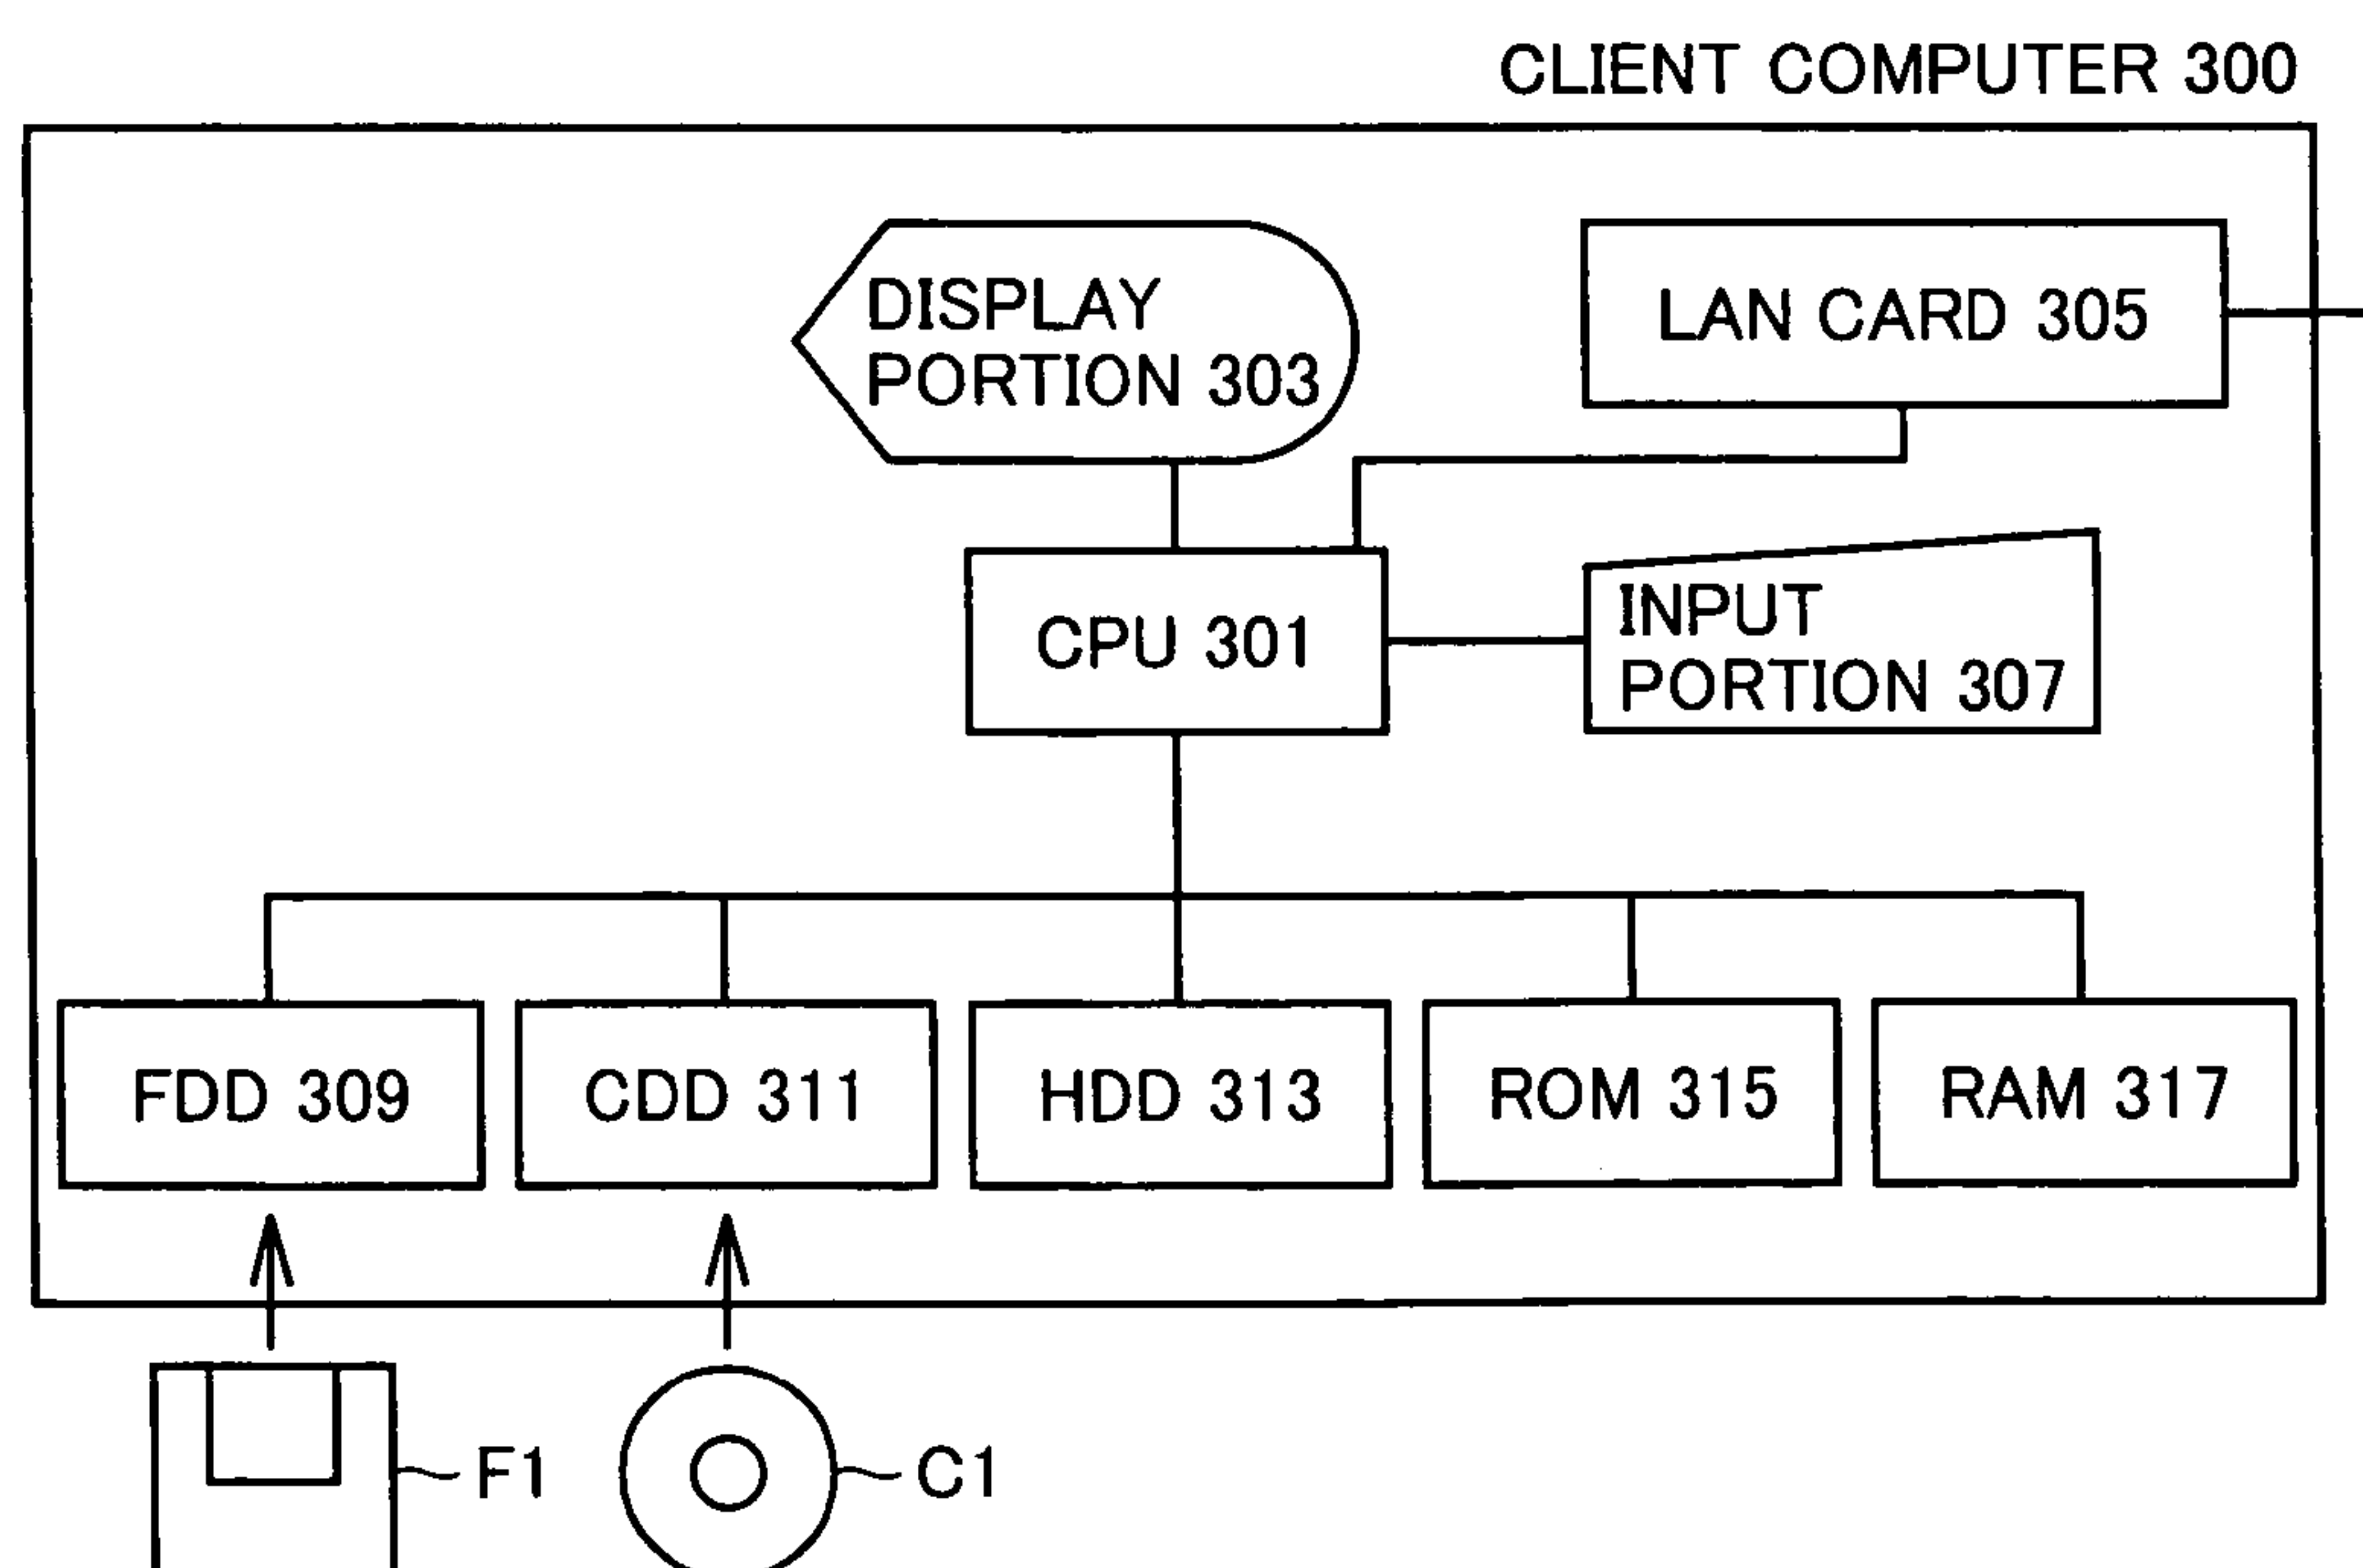 CLIENT COMPUTER 300
DISPLAY
PORTION 303
LAN CARD 305
CPU 301
INPUT
PORTION 307
FDD 309
CDD 311
HDD 313
ROM 315
RAM 317
F1
C1